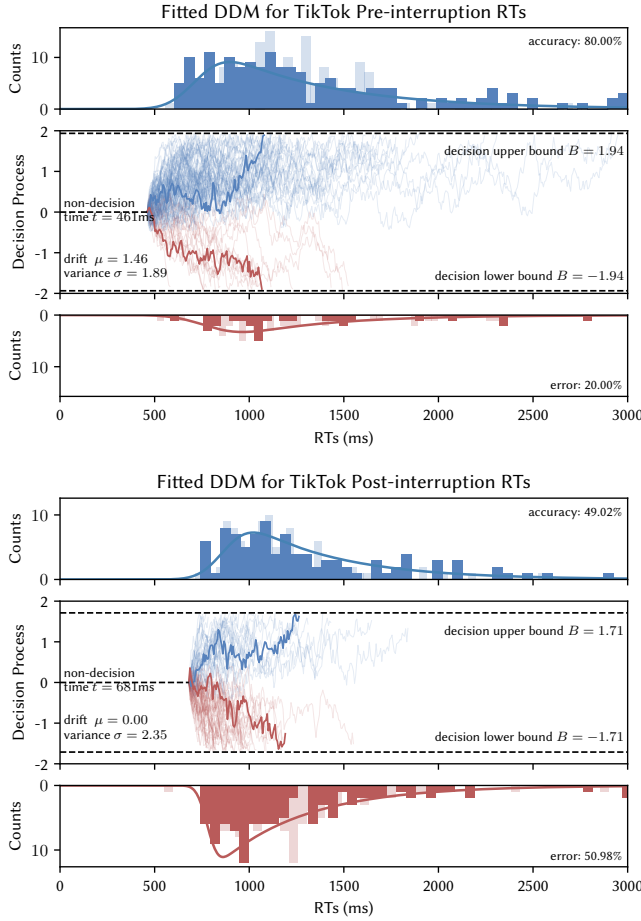 Fitted DDM for TikTok Pre-interruption RTs
Counts
10
0
accuracy: 80.00%
Decision Process
2
1
0
-1
-2
decision upper bound B = 1.94
non-decision
time t = 461ms
drift μ = 1.46
variance σ = 1.89
decision lower bound B = −1.94
Counts
0
10
error: 20.00%
0 500 1000 1500 2000 2500 3000
RTs (ms)
Fitted DDM for TikTok Post-interruption RTs
Counts
10
0
accuracy: 49.02%
Decision Process
2
1
0
-1
-2
decision upper bound B = 1.71
non-decision
time t = 681ms
drift μ = 0.00
variance σ = 2.35
decision lower bound B = −1.71
Counts
0
10
error: 50.98%
0 500 1000 1500 2000 2500 3000
RTs (ms)